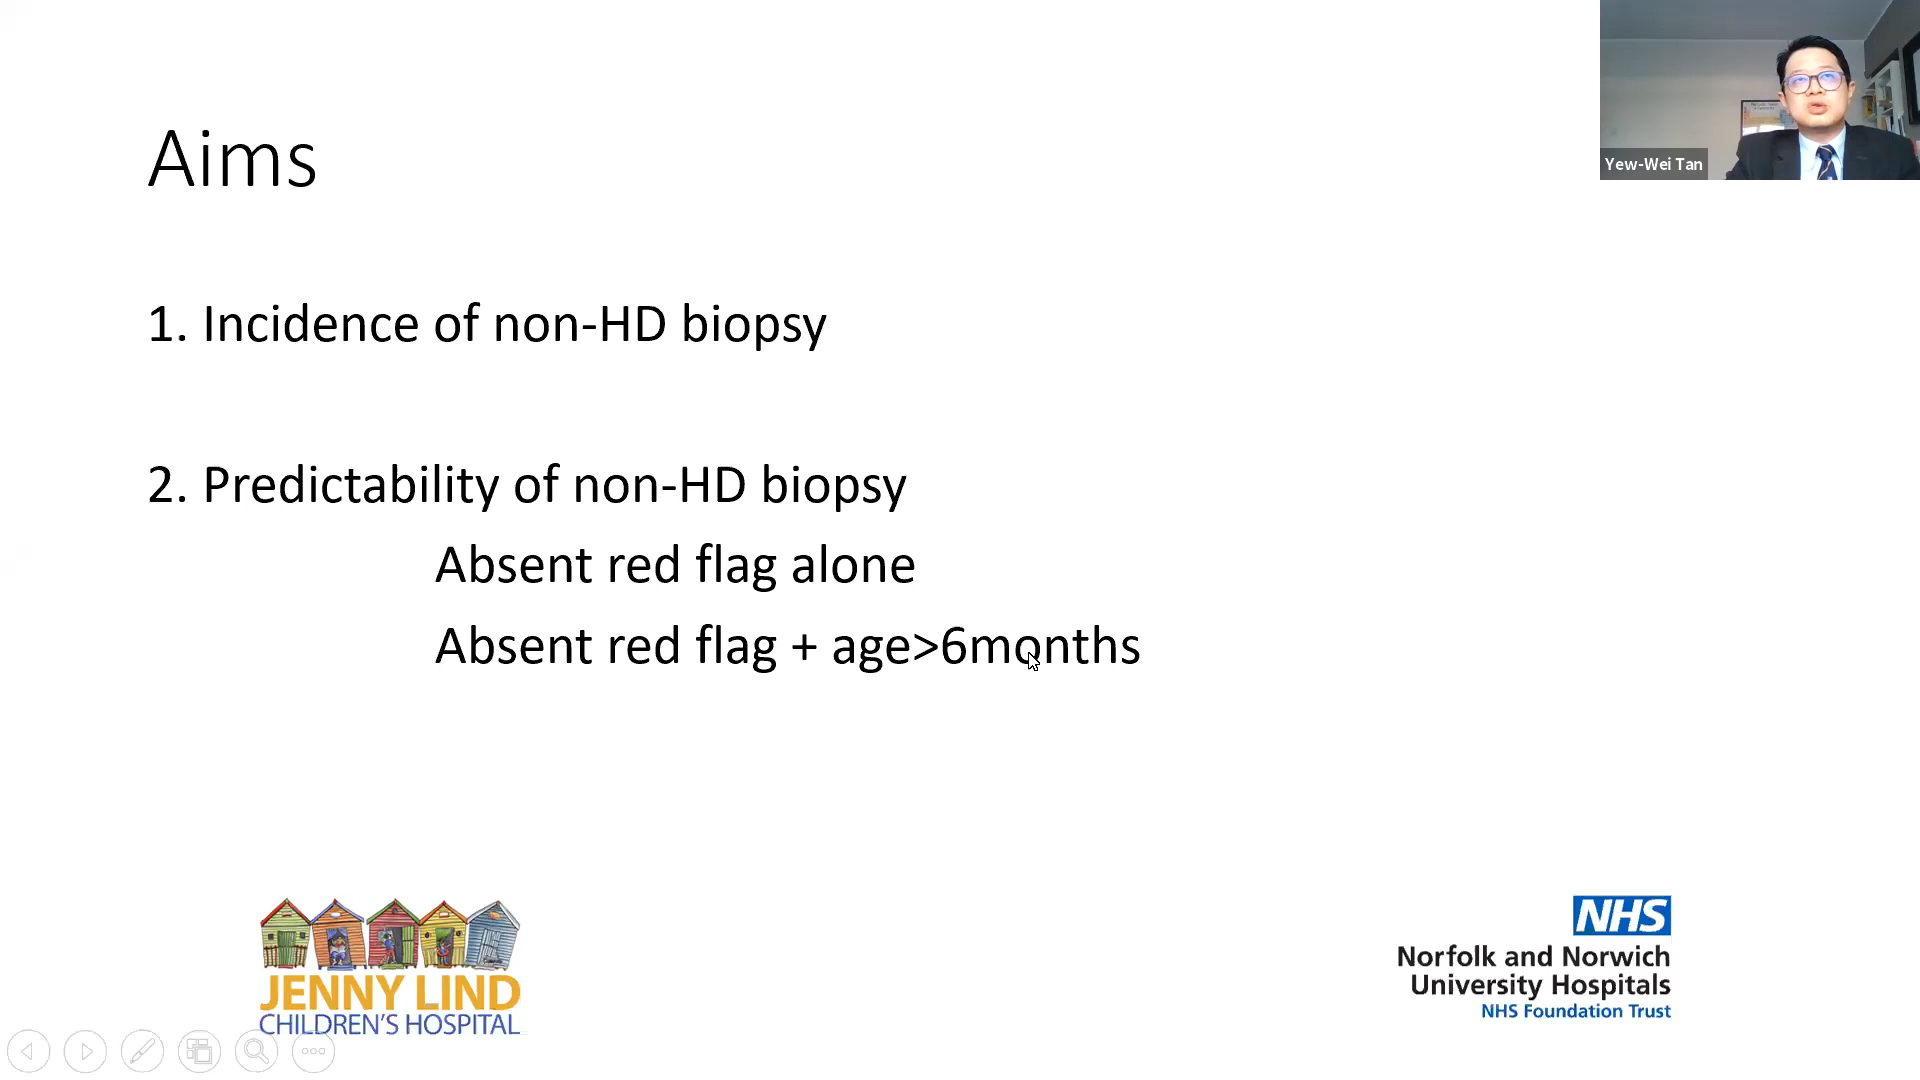 Aims
1. Incidence of non-HD biopsy
2. Predictability of non-HD biopsy
Absent red flag alone
Absent red flag + age>6months
Yew-Wei Tan
JENNY LIND
CHILDREN'S HOSPITAL
NHS
Norfolk and Norwich
University Hospitals
NHS Foundation Trust